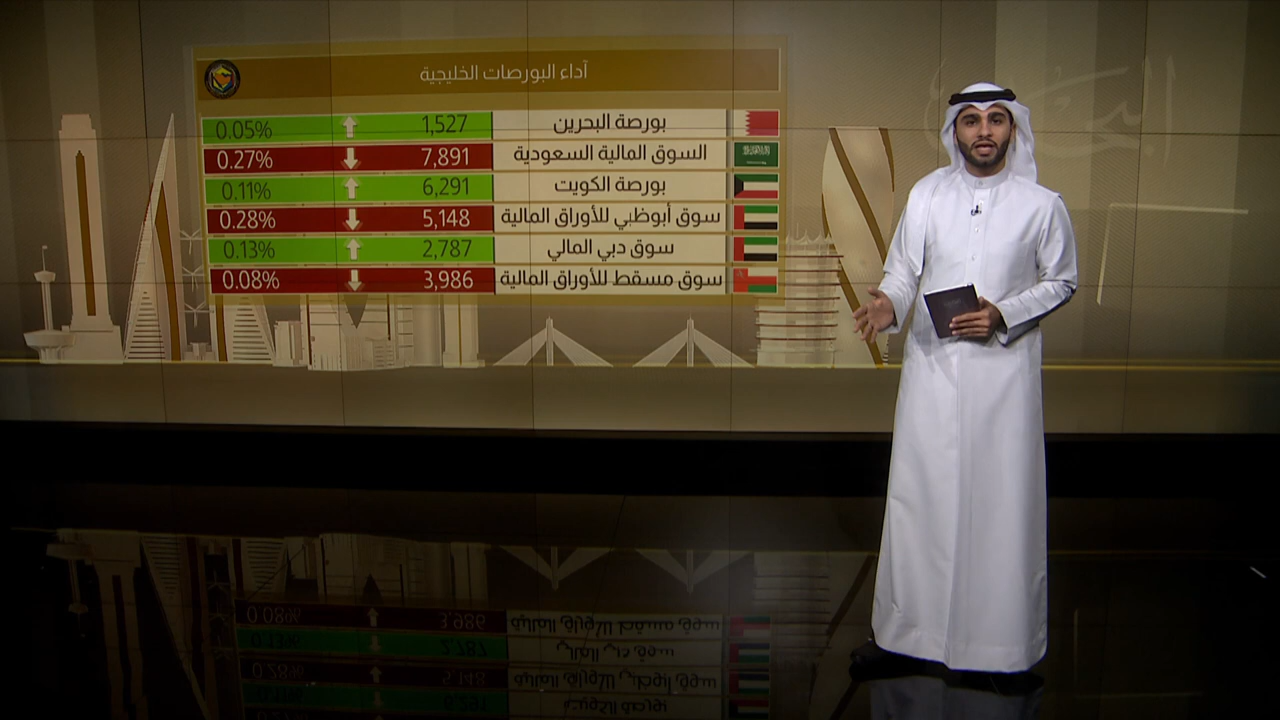 آداء البورصات الخليجية
بورصة البحرين 1,527 0.05%
السوق المالية السعودية 7,891 0.27%
بورصة الكويت 6,291 0.11%
سوق أبوظبي للأوراق المالية 5,148 0.28%
سوق دبي المالي 2,787 0.13%
سوق مسقط للأوراق المالية 3,986 0.08%